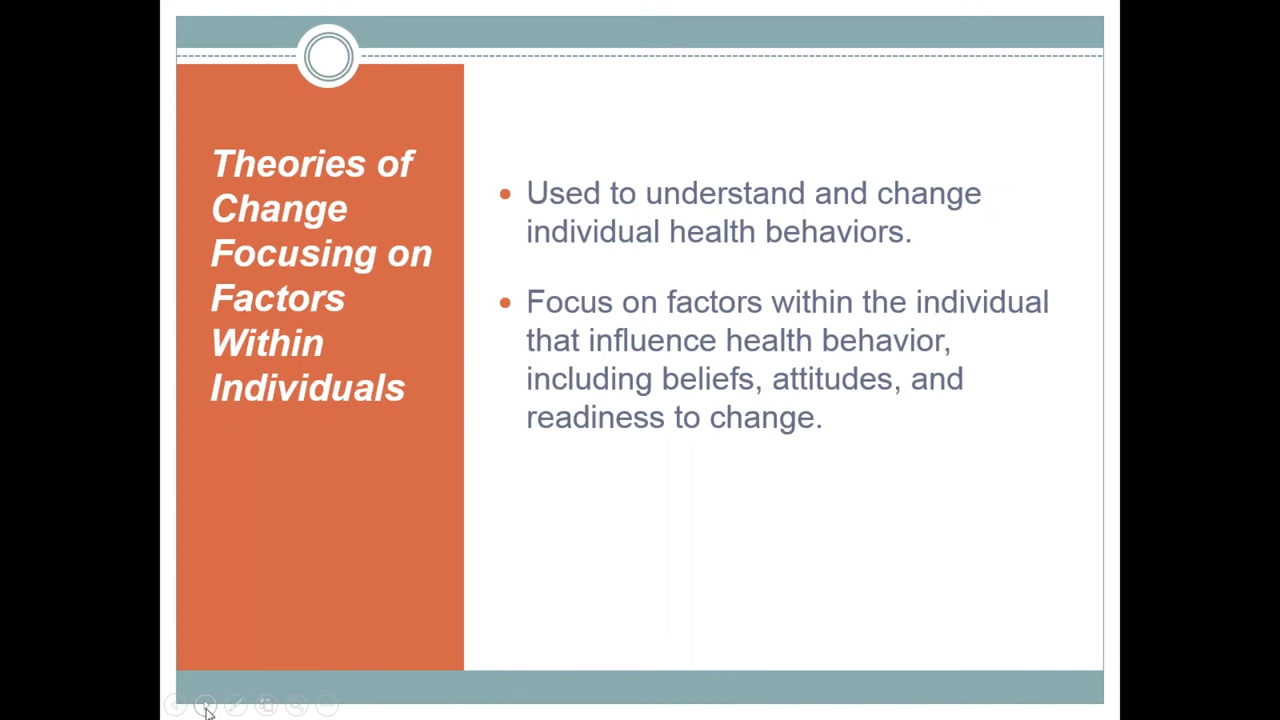 Theories of
Change
Focusing on
Factors
Within
Individuals
• Used to understand and change
individual health behaviors.
• Focus on factors within the individual
that influence health behavior,
including beliefs, attitudes, and
readiness to change.